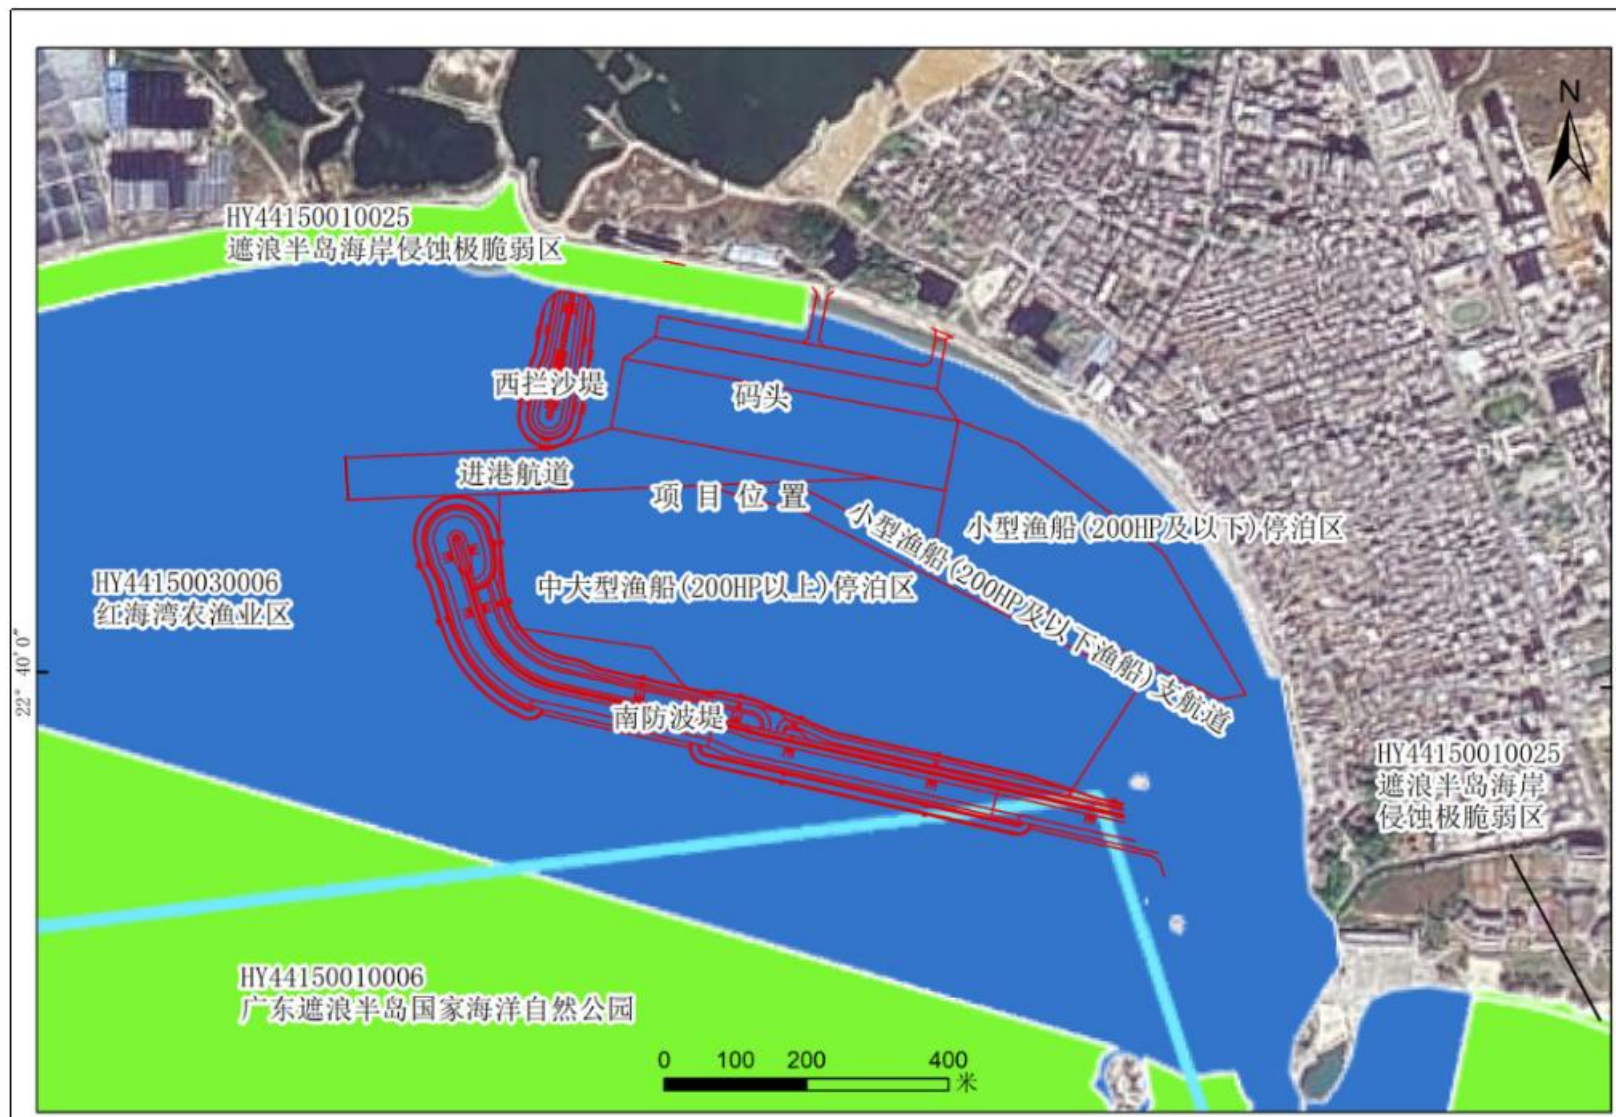 N
HY44150010025
遮浪半岛海岸侵蚀极脆弱区
西拦沙堤
码头
进港航道
项目位置
小型渔船(200HP及以下)停泊区
小型渔船(200HP及以下渔船)支航道
中大型渔船(200HP以上)停泊区
HY44150030006
红海湾农渔业区
22° 40′ 0″
南防波堤
HY44150010025
遮浪半岛海岸
侵蚀极脆弱区
HY44150010006
广东遮浪半岛国家海洋自然公园
0 100 200 400
米